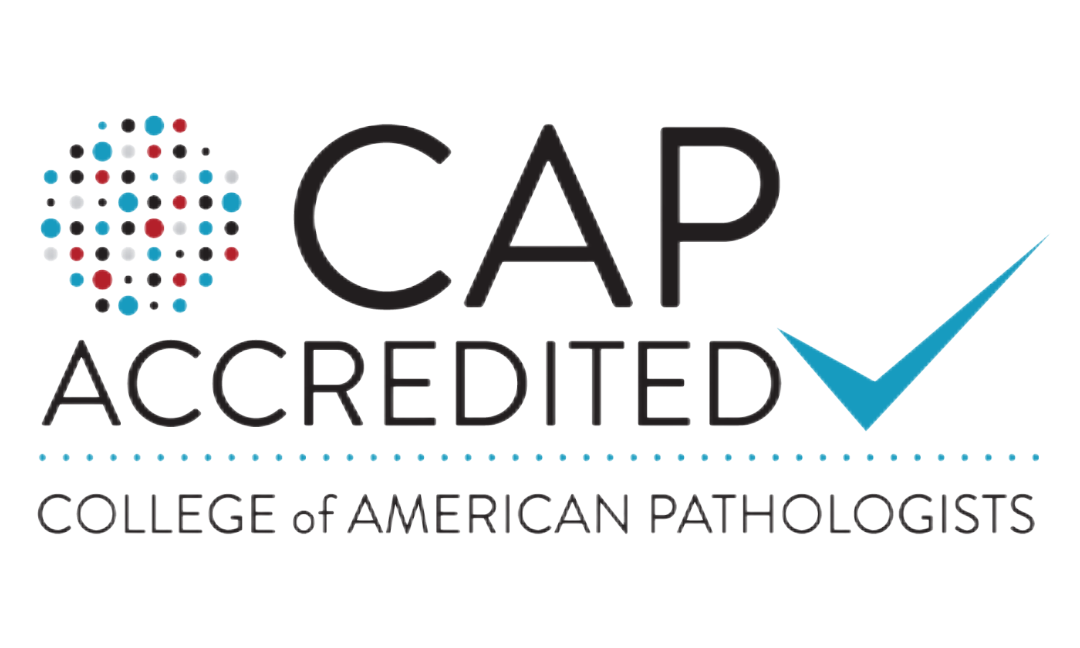 CAP
ACCREDITED
COLLEGE of AMERICAN PATHOLOGISTS